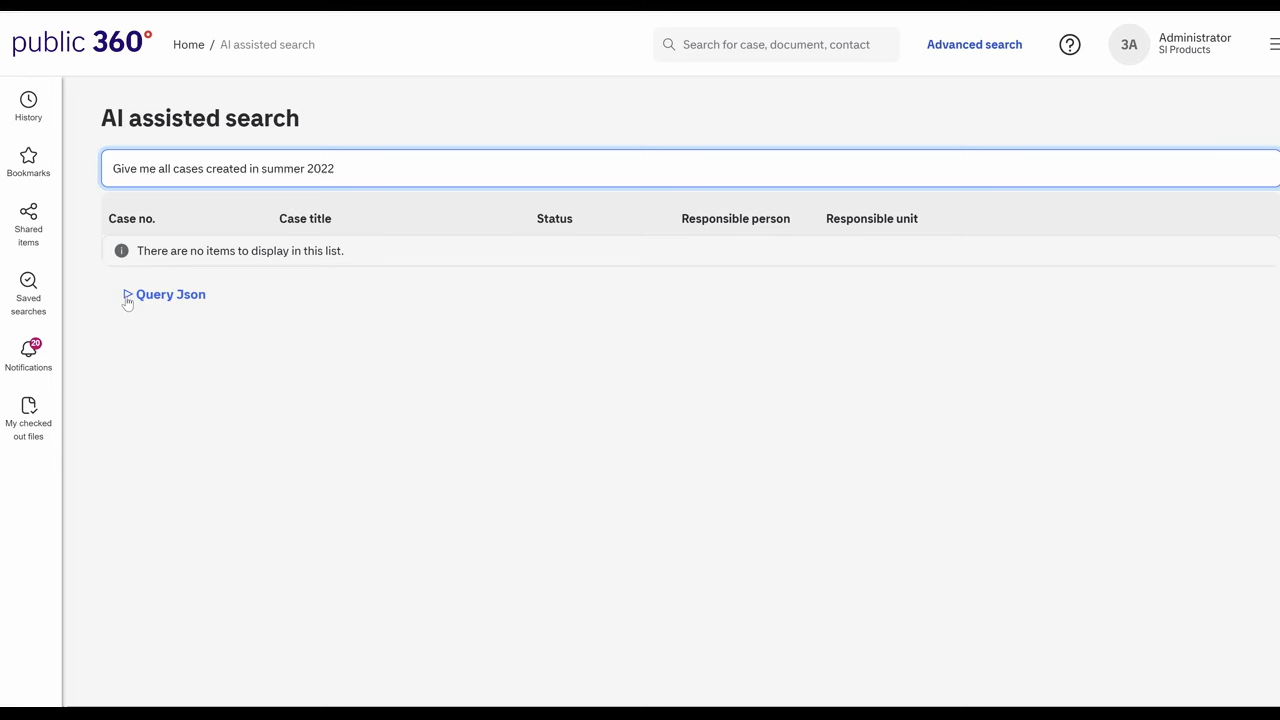 public 360°
Home / AI assisted search
Search for case, document, contact
Advanced search
3A
Administrator
SI Products
History
Bookmarks
Shared
items
Saved
searches
20
Notifications
My checked
out files
AI assisted search
Give me all cases created in summer 2022
Case no. Case title Status Responsible person Responsible unit
There are no items to display in this list.
Query Json